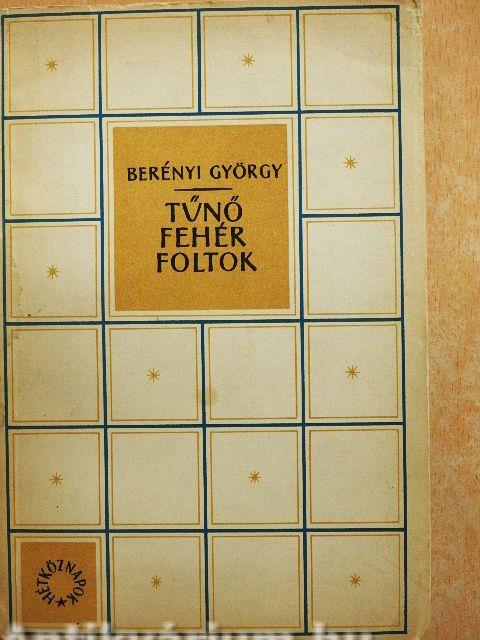 BERÉNYI GYÖRGY
TŰNŐ
FEHÉR
FOLTOK
HÉTKÖZNAPOK